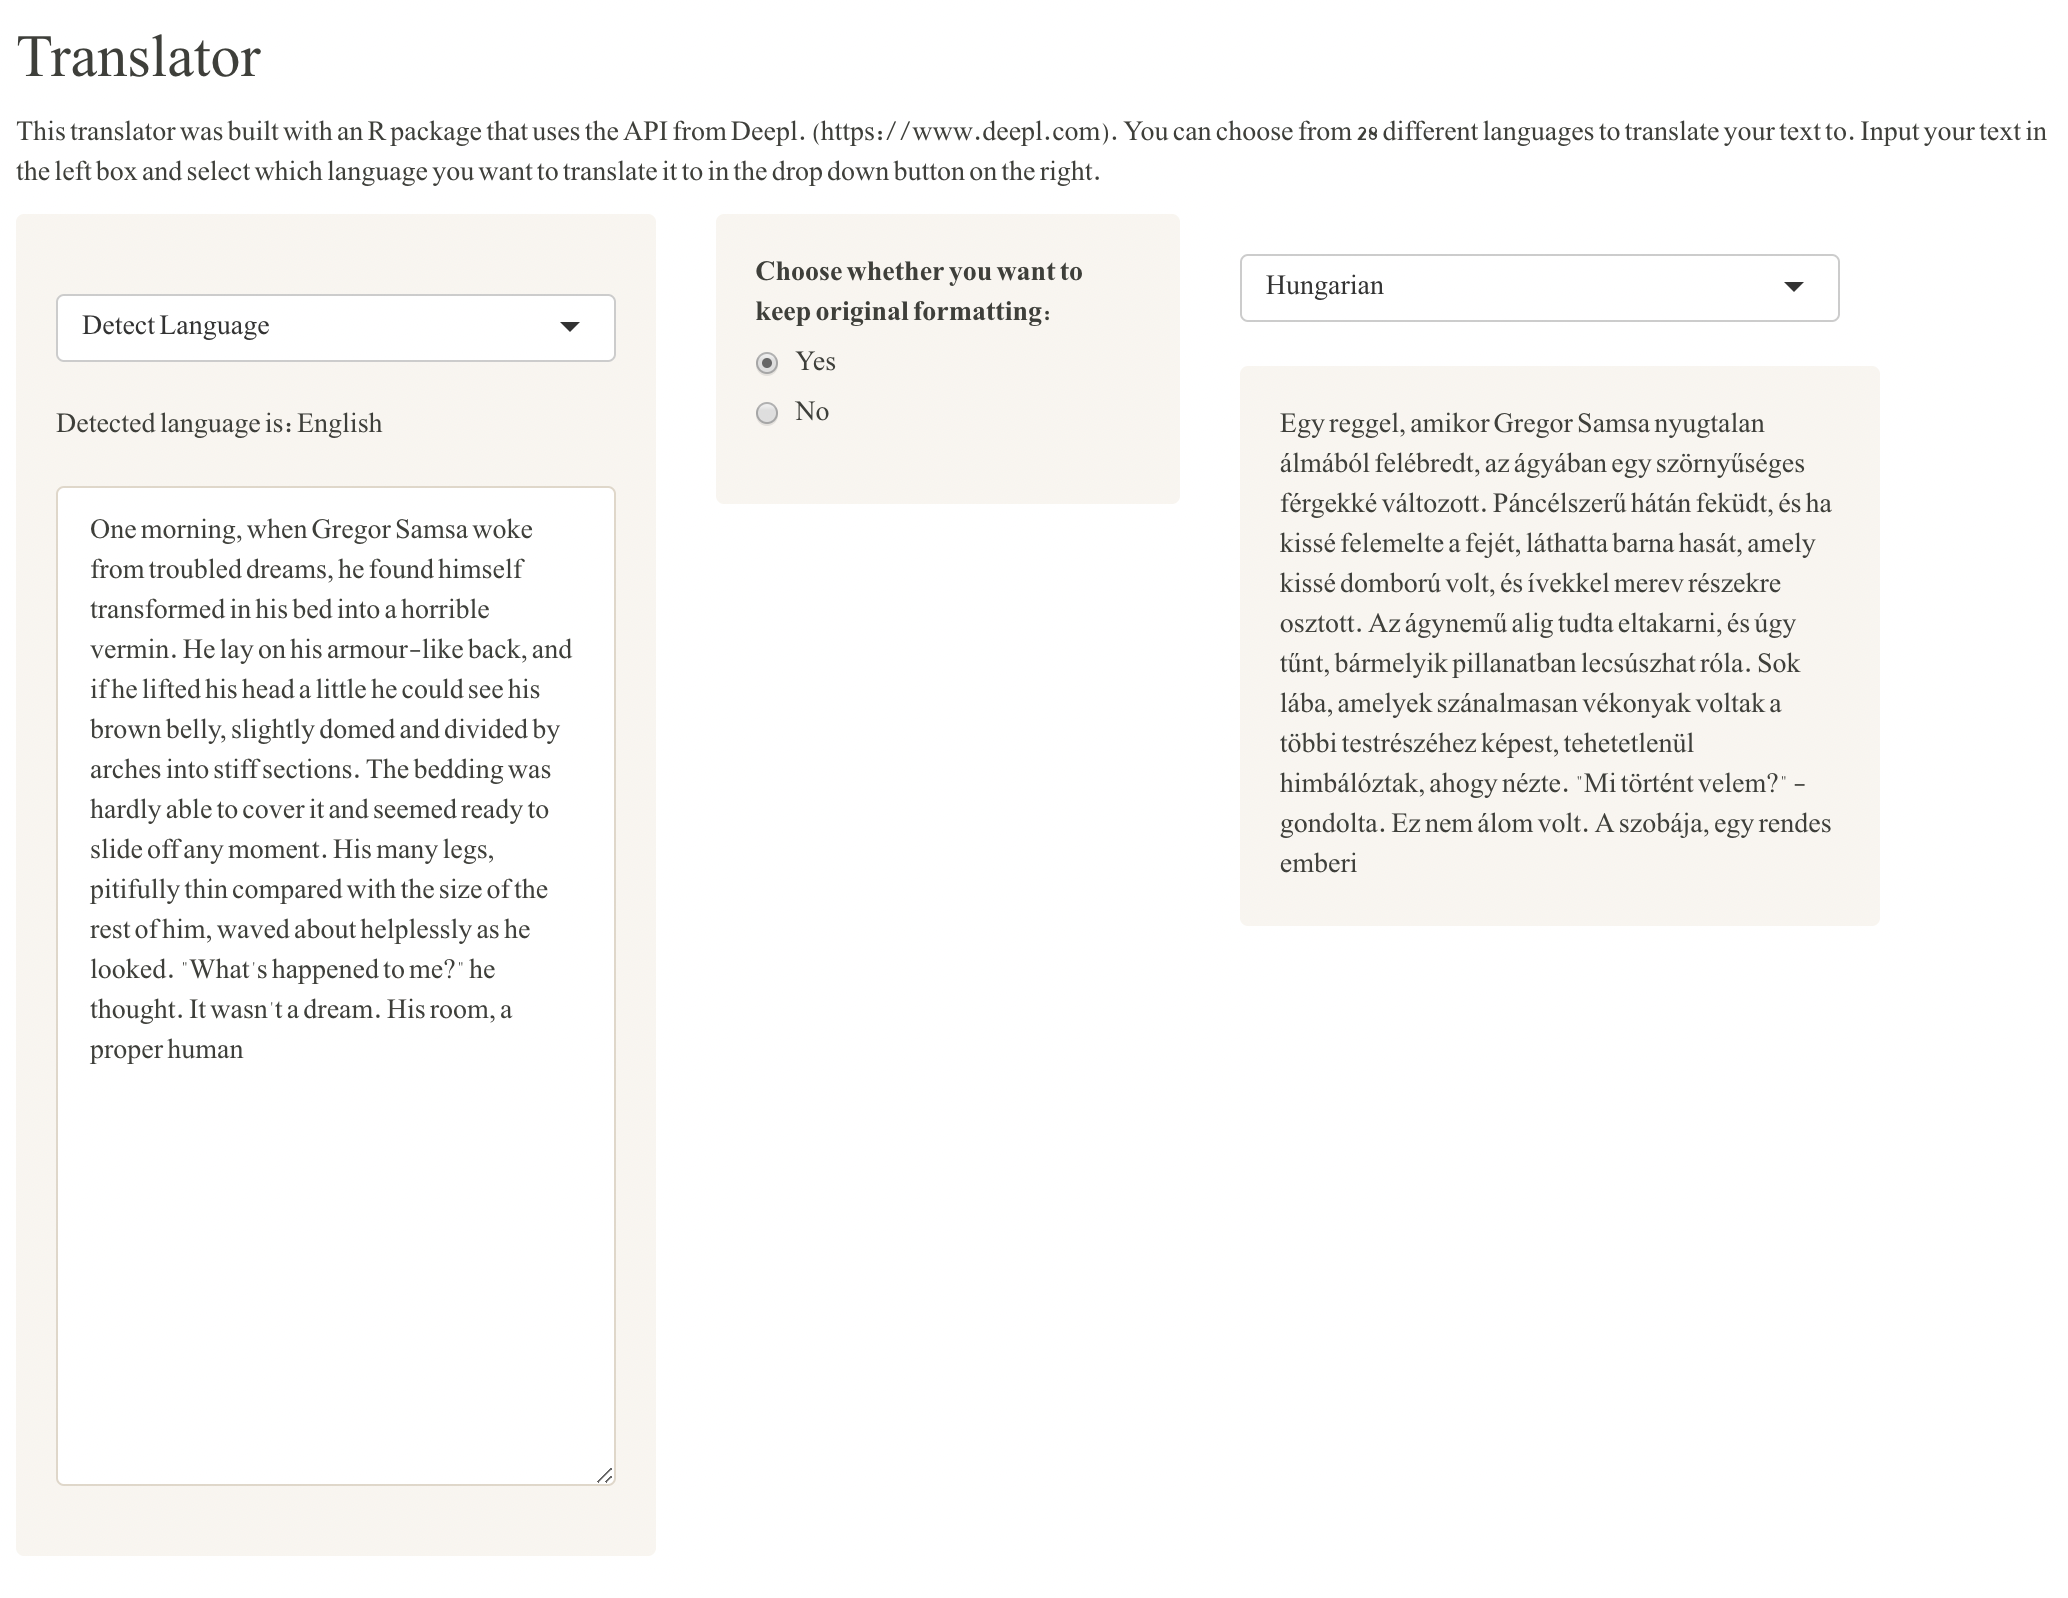 Translator
This translator was built with an R package that uses the API from Deepl. (https://www.deepl.com). You can choose from 28 different languages to translate your text to. Input your text in
the left box and select which language you want to translate it to in the drop down button on the right.
Detect Language
Detected language is: English
One morning, when Gregor Samsa woke
from troubled dreams, he found himself
transformed in his bed into a horrible
vermin. He lay on his armour-like back, and
if he lifted his head a little he could see his
brown belly, slightly domed and divided by
arches into stiff sections. The bedding was
hardly able to cover it and seemed ready to
slide off any moment. His many legs,
pitifully thin compared with the size of the
rest of him, waved about helplessly as he
looked. "What's happened to me?" he
thought. It wasn't a dream. His room, a
proper human
Choose whether you want to
keep original formatting:
Yes
No
Hungarian
Egy reggel, amikor Gregor Samsa nyugtalan
álmából felébredt, az ágyában egy szörnyűséges
férgekké változott. Páncélszerű hátán feküdt, és ha
kissé felemelte a fejét, láthatta barna hasát, amely
kissé domború volt, és ívekkel merev részekre
osztott. Az ágynemű alig tudta eltakarni, és úgy
tűnt, bármelyik pillanatban lecsúszhat róla. Sok
lába, amelyek szánalmasan vékonyak voltak a
többi testrészéhez képest, tehetetlenül
himbálóztak, ahogy nézte. "Mi történt velem?" -
gondolta. Ez nem álom volt. A szobája, egy rendes
emberi